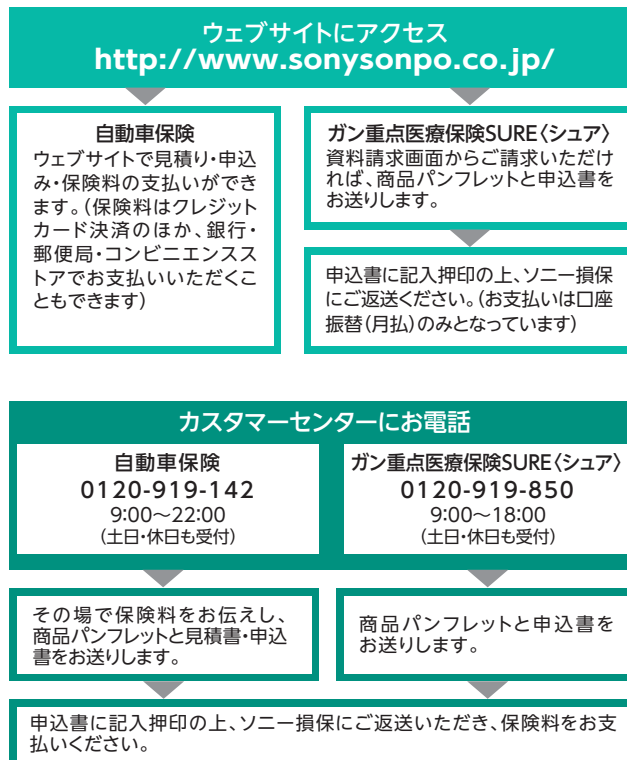 ウェブサイトにアクセス
http://www.sonysonpo.co.jp/
自動車保険
ウェブサイトで見積り・申込
み・保険料の支払いができ
ます。(保険料はクレジット
カード決済のほか、銀行・
郵便局・コンビニエンスス
トアでお支払いいただくこ
ともできます)
ガン重点医療保険SURE〈シュア〉
資料請求画面からご請求いただけ
れば、商品パンフレットと申込書を
お送りします。
申込書に記入押印の上、ソニー損保
にご返送ください。(お支払いは口座
振替(月払)のみとなっています)
カスタマーセンターにお電話
自動車保険
0120-919-142
9:00～22:00
(土日・休日も受付)
ガン重点医療保険SURE〈シュア〉
0120-919-850
9:00～18:00
(土日・休日も受付)
その場で保険料をお伝えし、
商品パンフレットと見積書・申込
書をお送りします。
商品パンフレットと申込書を
お送りします。
申込書に記入押印の上、ソニー損保にご返送いただき、保険料をお支
払いください。